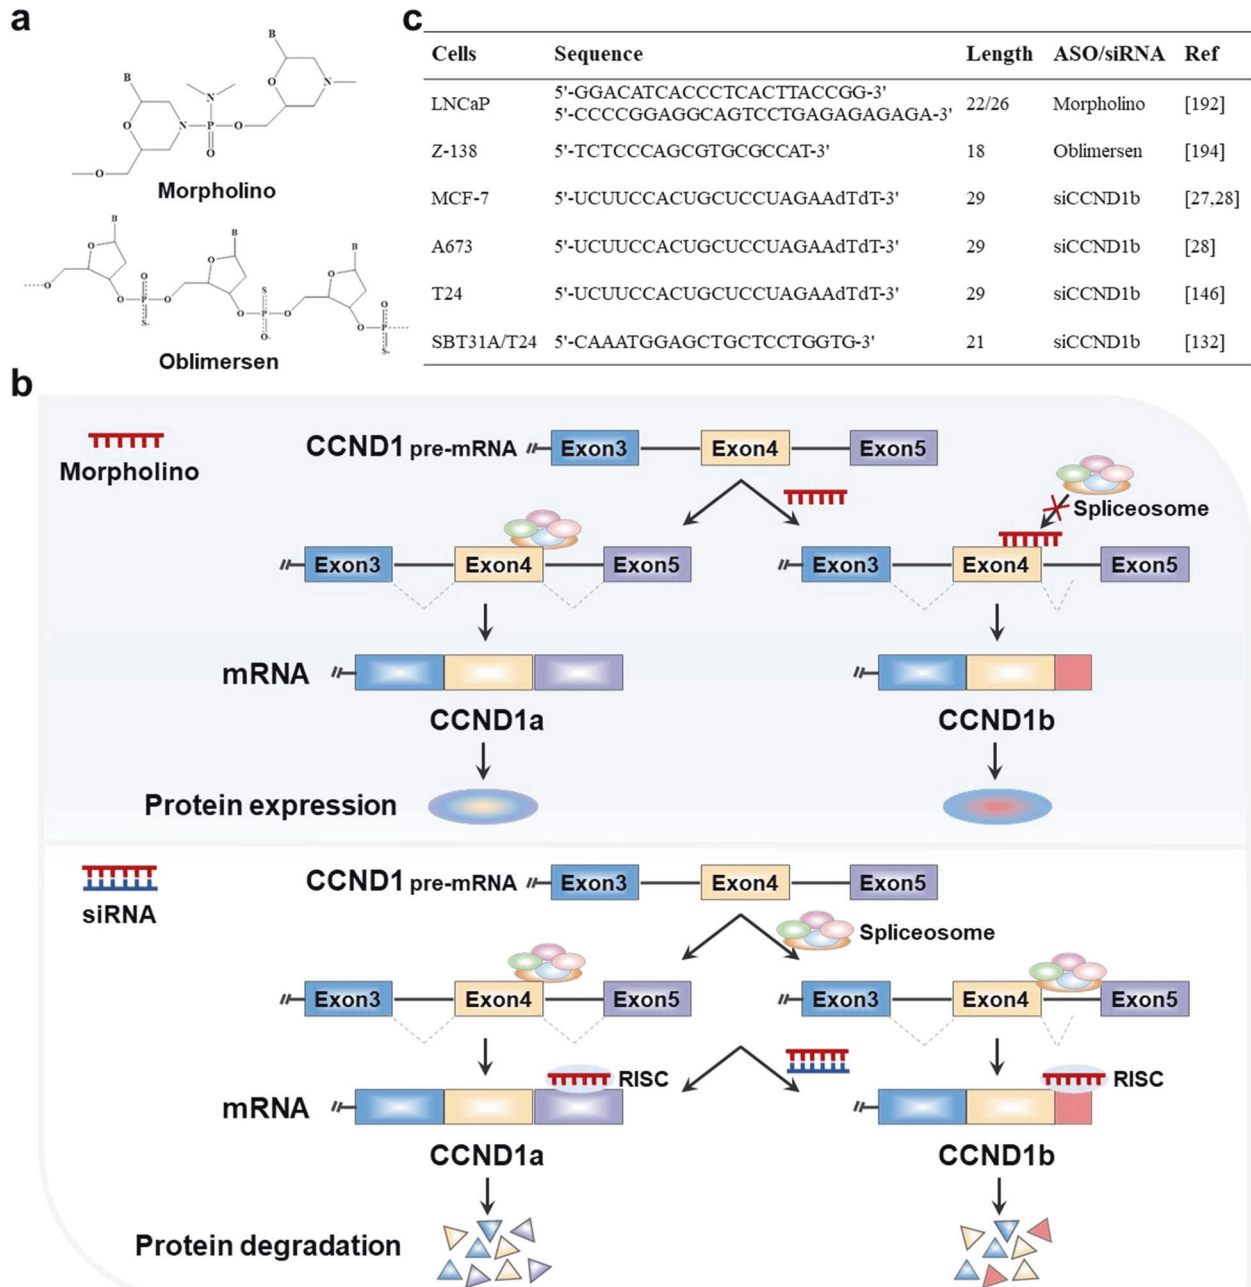 a
B
B
O
N
N
O
N
P
O
O
O
Morpholino
B
B
B
O
O
O
O
S
O
O
P
O
O
P
O
O
P
S-
O-
S-
Oblimersen
c
Cells Sequence Length ASO/siRNA Ref
LNCaP 5'-GGACATCACCCTCACTTACCGG-3' 22/26 Morpholino [192]
5'-CCCCGGAGGCAGTCCTGAGAGAGAGA-3'
Z-138 5'-TCTCCCAGCGTGCGCCAT-3' 18 Oblimersen [194]
MCF-7 5'-UCUUCCACUGCUCCUAGAAdTdT-3' 29 siCCND1b [27,28]
A673 5'-UCUUCCACUGCUCCUAGAAdTdT-3' 29 siCCND1b [28]
T24 5'-UCUUCCACUGCUCCUAGAAdTdT-3' 29 siCCND1b [146]
SBT31A/T24 5'-CAAATGGAGCTGCTCCTGGTG-3' 21 siCCND1b [132]
b
Morpholino
CCND1 pre-mRNA Exon3 Exon4 Exon5
Spliceosome
Exon3 Exon4 Exon5 Exon3 Exon4 Exon5
mRNA
CCND1a CCND1b
Protein expression
siRNA
CCND1 pre-mRNA Exon3 Exon4 Exon5
Spliceosome
Exon3 Exon4 Exon5 Exon3 Exon4 Exon5
RISC RISC
mRNA
CCND1a CCND1b
Protein degradation